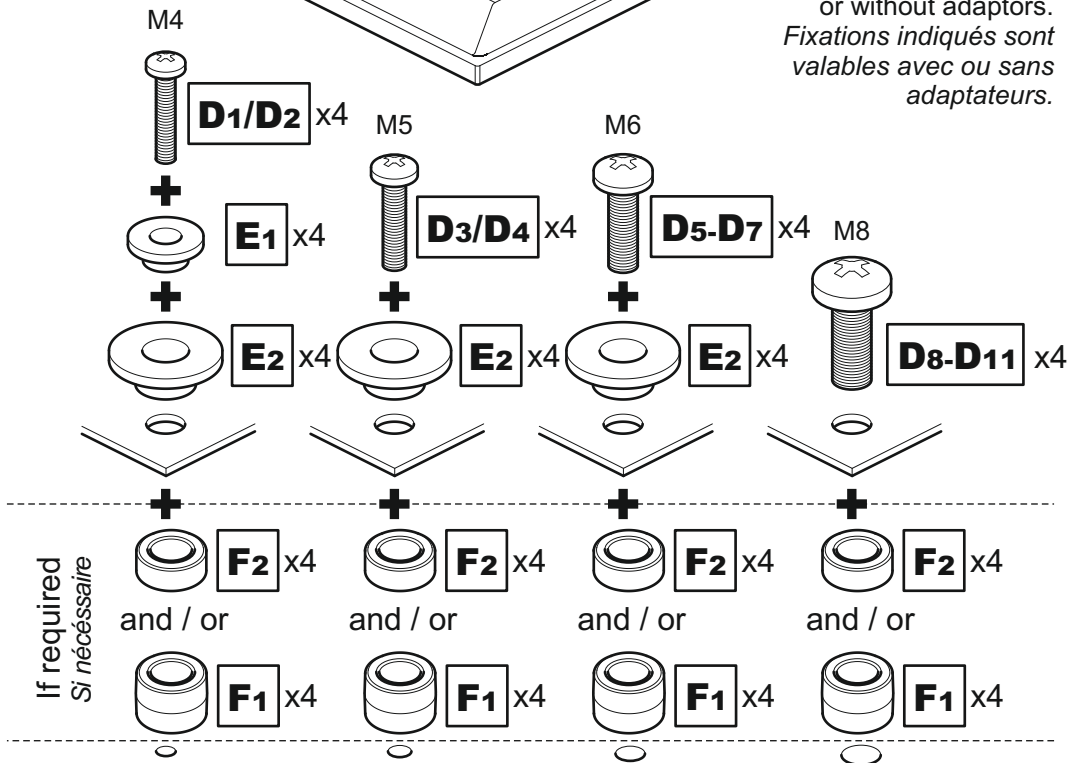 M4
or without adaptors.
Fixations indiqués sont
valables avec ou sans
adaptateurs.
D1/D2 x4
M5
M6
E1 x4
D3/D4 x4
D5-D7 x4
M8
E2 x4
E2 x4
E2 x4
D8-D11 x4
If required
Si nécéssaire
F2 x4
F2 x4
F2 x4
F2 x4
and / or
and / or
and / or
and / or
F1 x4
F1 x4
F1 x4
F1 x4